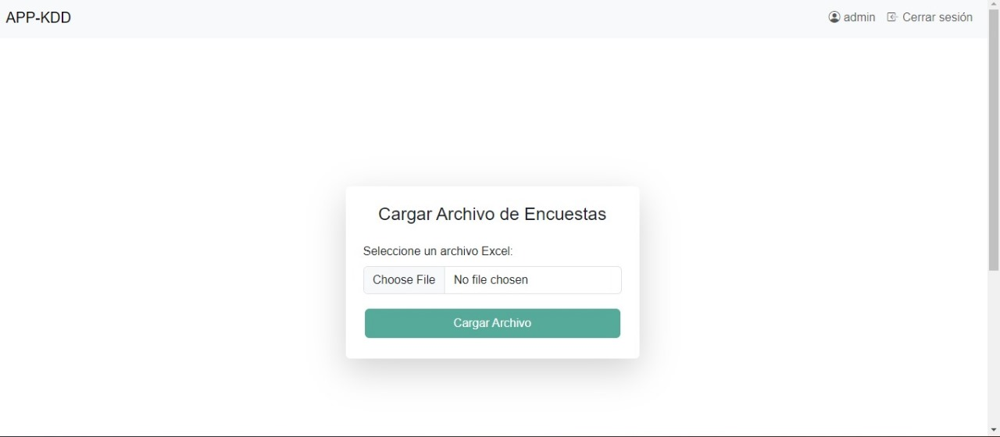 APP-KDD
admin Cerrar sesión
Cargar Archivo de Encuestas
Seleccione un archivo Excel:
Choose File No file chosen
Cargar Archivo